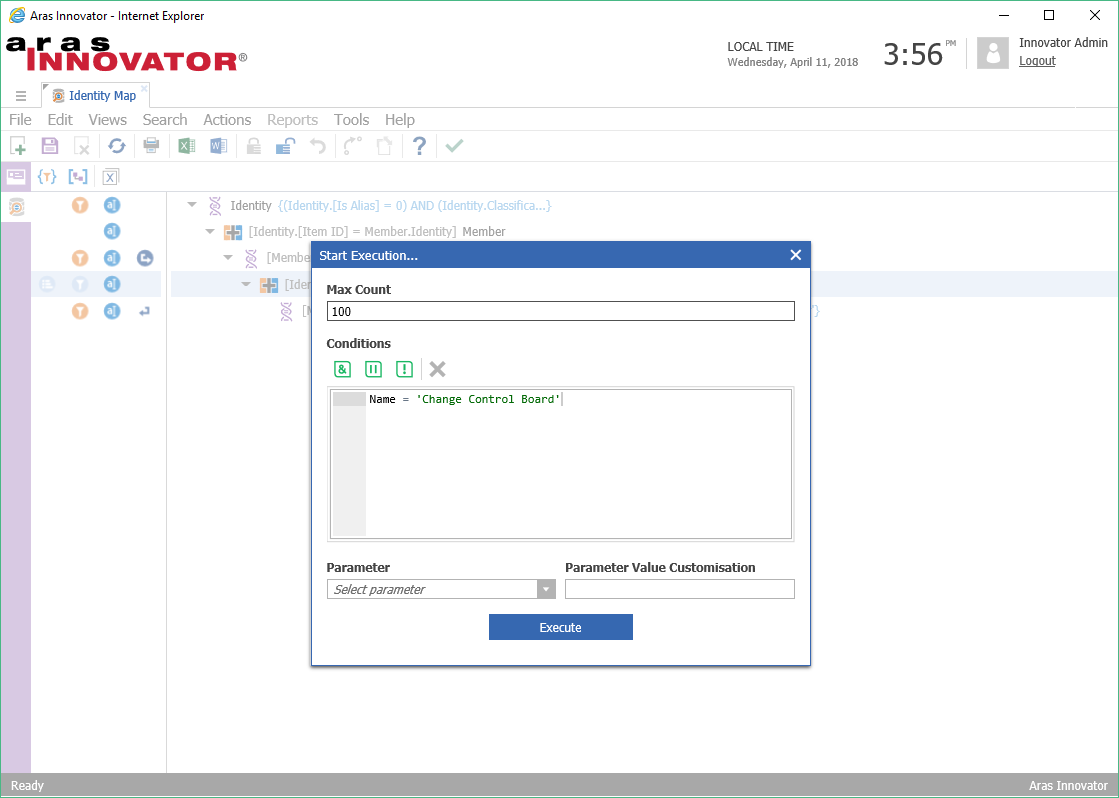 Aras Innovator - Internet Explorer
aras
INNOVATOR®
LOCAL TIME
Wednesday, April 11, 2018
3:56 PM
Innovator Admin
Logout
Identity Map
File Edit Views Search Actions Reports Tools Help
Identity {(Identity.[Is Alias] = 0) AND (Identity.Classifica...}
[Identity.[Item ID] = Member.Identity] Member
[Membe
[Iden
[M
}
Start Execution...
Max Count
100
Conditions
Name = 'Change Control Board'
Parameter
Parameter Value Customisation
Select parameter
Execute
Ready
Aras Innovator